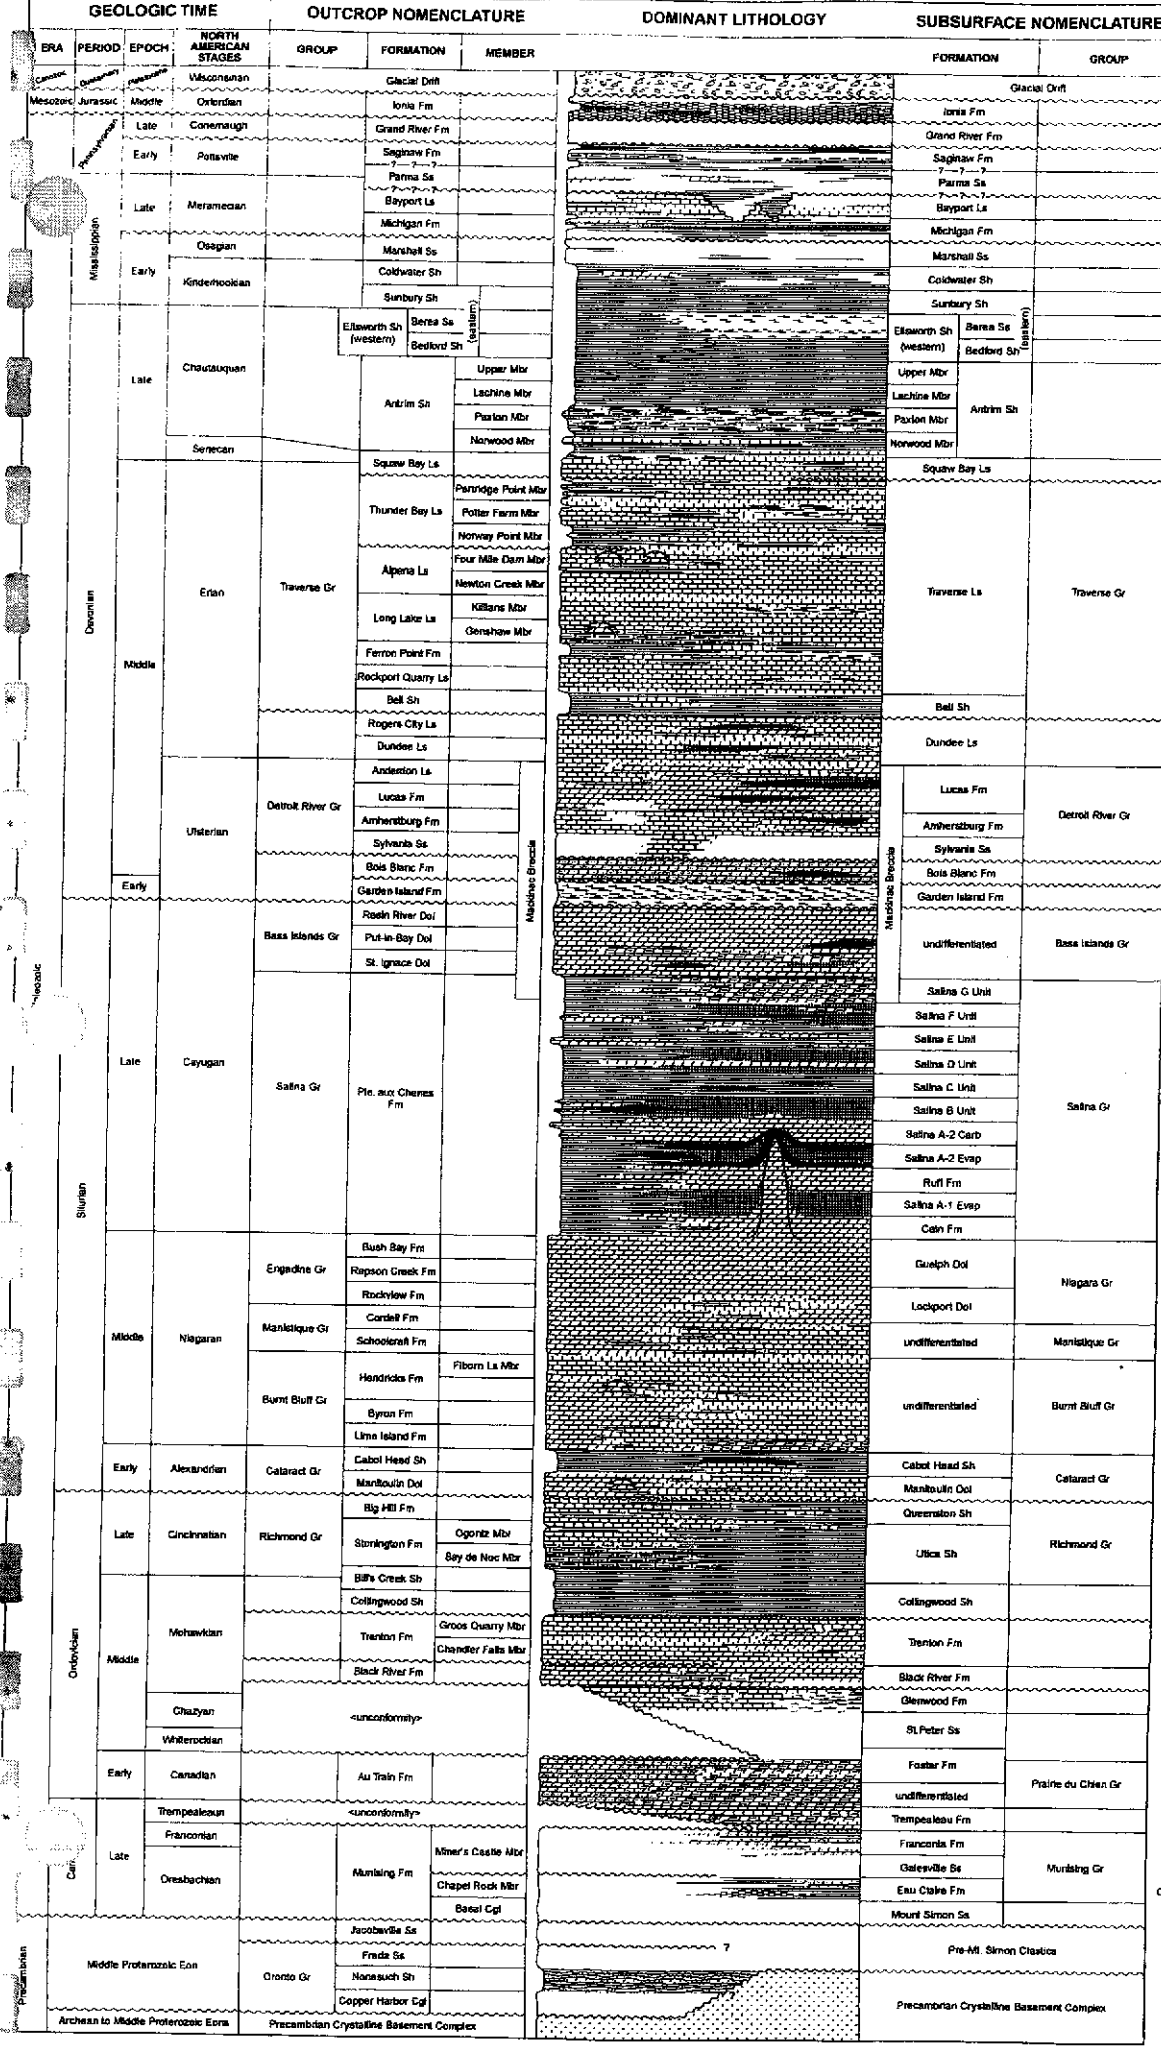 GEOLOGIC TIME
OUTCROP NOMENCLATURE
DOMINANT LITHOLOGY
SUBSURFACE NOMENCLATURE
ERA PERIOD EPOCH NORTH AMERICAN STAGES
GROUP FORMATION MEMBER
FORMATION GROUP
Cenozoic Quaternary Pleistocene Wisconsinan
Mesozoic Jurassic Middle Oxfordian
Pennsylvanian
Late Conemaugh
Early Pottsville
Mississippian
Late Meramecian
Early
Osagian
Kinderhookian
Devonian
Late Chautauquan
Senecan
Middle
Erian
Ulsterian
Early
Silurian
Late Cayugan
Middle Niagaran
Early Alexandrian
Ordovician
Late Cincinnatian
Middle
Mohawkian
Chazyan
Whiterockian
Early Canadian
Late
Trempealeaun
Franconian
Dresbachian
Precambrian
Middle Proterozoic Eon
Archean to Middle Proterozoic Eons
Glacial Drift
Ionia Fm
Grand River Fm
Saginaw Fm
? ? ?
Parma Ss
? ? ?
Bayport Ls
Michigan Fm
Marshall Ss
Coldwater Sh
Sunbury Sh
Ellsworth Sh
(western)
Berea Ss
Bedford Sh
(eastern)
Antrim Sh
Upper Mbr
Lachine Mbr
Paxton Mbr
Norwood Mbr
Traverse Gr
Squaw Bay Ls
Thunder Bay Ls
Partridge Point Mbr
Potter Farm Mbr
Norway Point Mbr
Alpena Ls
Four Mile Dam Mbr
Newton Creek Mbr
Long Lake Ls
Killians Mbr
Genshaw Mbr
Ferron Point Fm
Rockport Quarry Ls
Bell Sh
Rogers City Ls
Dundee Ls
Detroit River Gr
Anderdon Ls
Lucas Fm
Amherstburg Fm
Sylvania Ss
Bois Blanc Fm
Garden Island Fm
Mackinac Breccia
Bass Islands Gr
Rasin River Dol
Put-in-Bay Dol
St. Ignace Dol
Salina Gr
Pte. aux Chenes
Fm
Engadine Gr
Bush Bay Fm
Rapson Creek Fm
Rockview Fm
Manistique Gr
Cordell Fm
Schoolcraft Fm
Burnt Bluff Gr
Hendricks Fm
Fiborn Ls Mbr
Byron Fm
Lime Island Fm
Cataract Gr
Cabot Head Sh
Manitoulin Dol
Richmond Gr
Big Hill Fm
Stonington Fm
Ogontz Mbr
Bay de Noc Mbr
Bill's Creek Sh
Collingwood Sh
Trenton Fm
Groos Quarry Mbr
Chandler Falls Mbr
Black River Fm
<unconformity>
Au Train Fm
<unconformity>
Munising Fm
Miner's Castle Mbr
Chapel Rock Mbr
Basal Cgl
Jacobsville Ss
Oronto Gr
Freda Ss
Nonesuch Sh
Copper Harbor Cgl
Precambrian Crystalline Basement Complex
?
Glacial Drift
Ionia Fm
Grand River Fm
Saginaw Fm
? ? ?
Parma Ss
? ? ?
Bayport Ls
Michigan Fm
Marshall Ss
Coldwater Sh
Sunbury Sh
Ellsworth Sh
(western)
Berea Ss
Bedford Sh
(eastern)
Upper Mbr
Lachine Mbr
Paxton Mbr
Norwood Mbr
Antrim Sh
Squaw Bay Ls
Traverse Ls
Traverse Gr
Bell Sh
Dundee Ls
Mackinac Breccia
Lucas Fm
Amherstburg Fm
Sylvania Ss
Detroit River Gr
Bois Blanc Fm
Garden Island Fm
undifferentiated
Bass Islands Gr
Salina G Unit
Salina F Unit
Salina E Unit
Salina D Unit
Salina C Unit
Salina B Unit
Salina A-2 Carb
Salina A-2 Evap
Ruff Fm
Salina A-1 Evap
Cain Fm
Salina Gr
Guelph Dol
Lockport Dol
Niagara Gr
undifferentiated
Manistique Gr
undifferentiated
Burnt Bluff Gr
Cabot Head Sh
Manitoulin Dol
Cataract Gr
Queenston Sh
Utica Sh
Richmond Gr
Collingwood Sh
Trenton Fm
Black River Fm
Glenwood Fm
St.Peter Ss
Foster Fm
undifferentiated
Prairie du Chien Gr
Trempealeau Fm
Franconia Fm
Galesville Ss
Eau Claire Fm
Munising Gr
Mount Simon Ss
Pre-Mt. Simon Clastics
Precambrian Crystalline Basement Complex